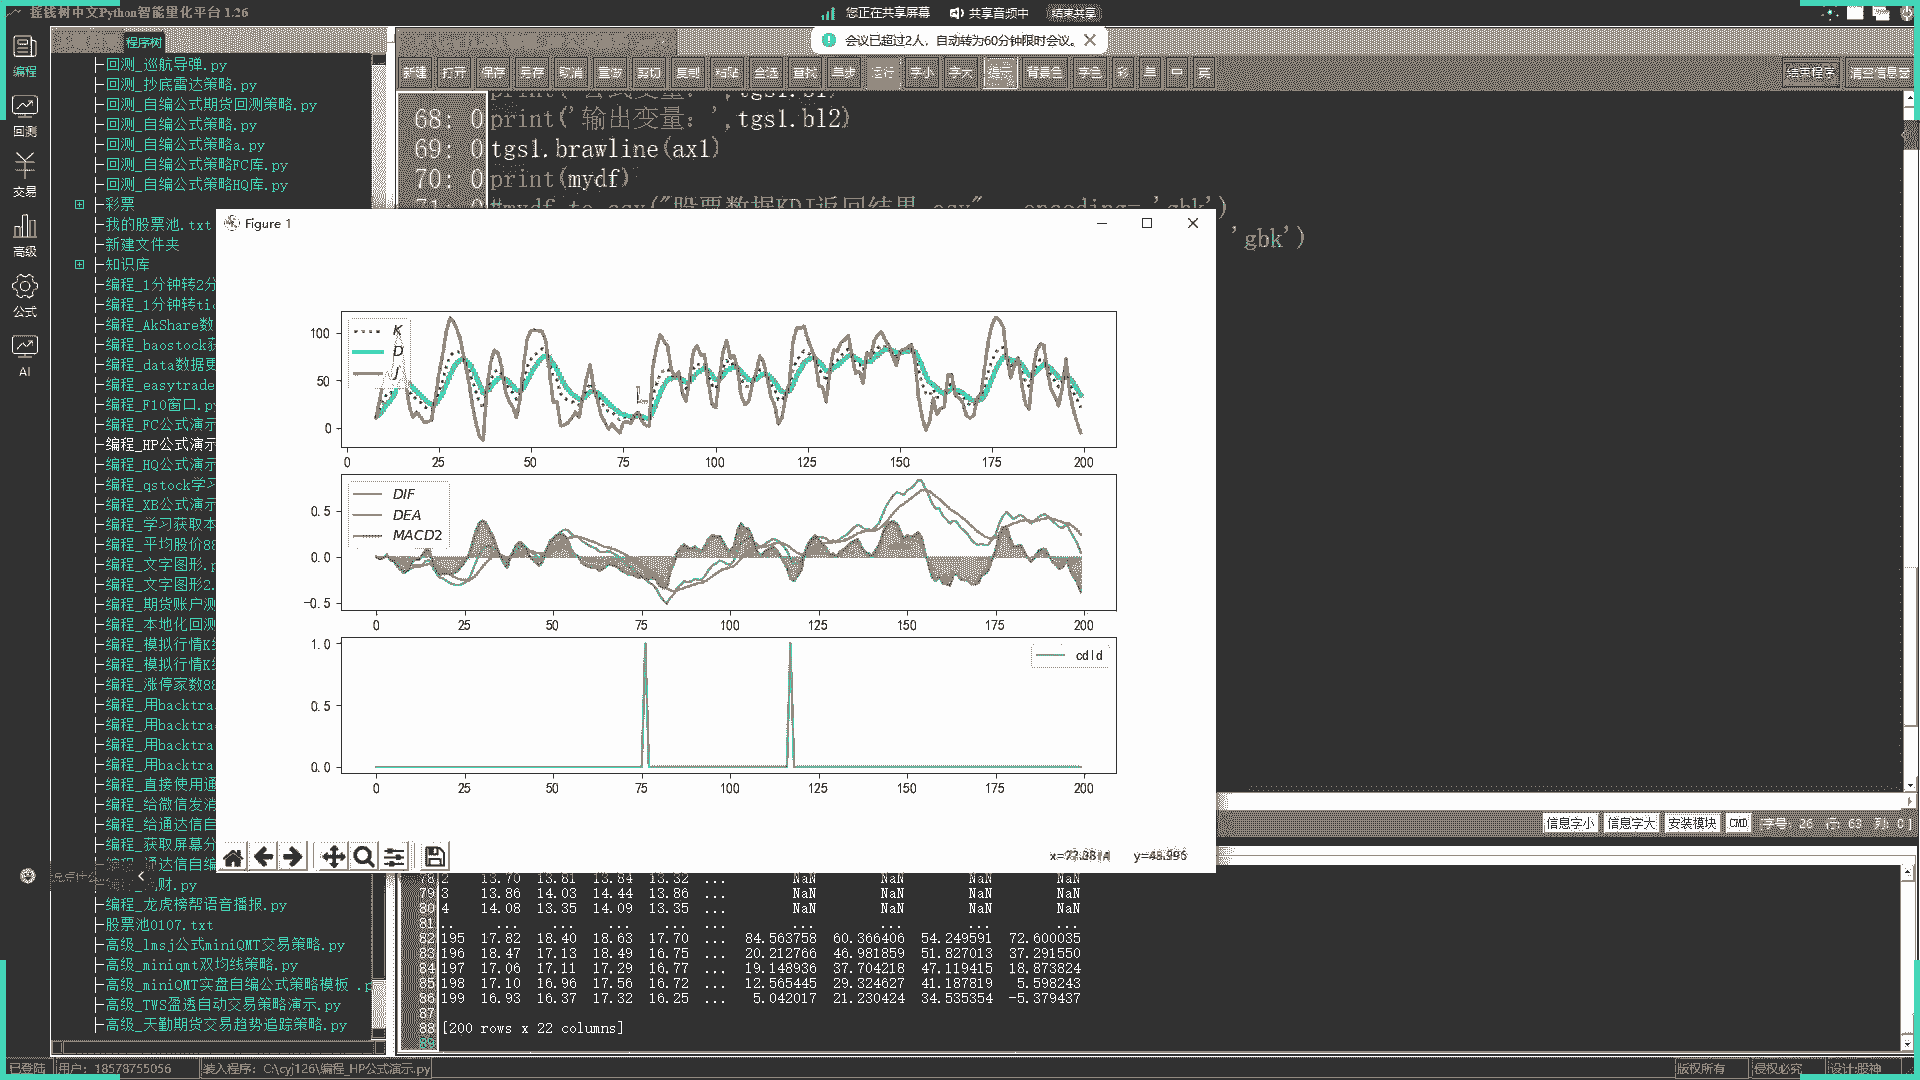 摇钱树中文Python智能量化平台 1.26
您正在共享屏幕
共享音频中
结束共享
会议已超过2人，自动转为60分钟限时会议。
编程
回测
交易
高级
公式
AI
程序树
回测_巡航导弹.py
回测_抄底雷达策略.py
回测_自编公式期货回测策略.py
回测_自编公式策略.py
回测_自编公式策略a.py
回测_自编公式策略FC库.py
回测_自编公式策略HQ库.py
彩票
我的股票池.txt
新建文件夹
知识库
编程_1分钟转2分
编程_1分钟转ti
编程_AkShare数
编程_baostock
编程_data数据更
编程_easytrade
编程_F10窗口.p
编程_FC公式演示
编程_HP公式演示
编程_HQ公式演示
编程_qstock学习
编程_XB公式演示
编程_学习获取本
编程_平均股价88
编程_文字图形.
编程_文字图形2.
编程_期货账户测
编程_本地化回测
编程_模拟行情K
编程_模拟行情K
编程_涨停家数88
编程_用backtra
编程_用backtra
编程_用backtra
编程_用backtra
编程_直接使用通
编程_给微信发消
编程_给通达信自
编程_获取屏幕分
通达信自编
财.py
编程_龙虎榜帮语音播报.py
股票池0107.txt
高级_lmsj公式miniQMT交易策略.py
高级_miniqmt双均线策略.py
高级_miniQMT实盘自编公式策略模板 .p
高级_TWS盈透自动交易策略演示.py
高级_天勤期货交易趋势追踪策略.py
新建 打开 保存 另存 取消 重做 剪切 复制 粘贴 全选 查找 单步 运行 字小 字大 提示 背景色 字色 彩 单 中 亮
结束程序 清空信息窗
68: 0 print('输出变量：',tgs1.bl2)
69: 0 tgs1.brawline(ax1)
70: 0 print(mydf)
71: 0 #mydf.to_csv("股票数据KDJ返回结果.csv", encoding= 'gbk')
'gbk')
Figure 1
K
D
J
100
50
0
0 25 50 75 100 125 150 175 200
DIF
DEA
MACD2
0.5
0.0
-0.5
0 25 50 75 100 125 150 175 200
cdld
1.0
0.5
0.0
0 25 50 75 100 125 150 175 200
信息字小 信息字大 安装模块 CMD 字号: 26 行: 63 列: 0
78 2 13.70 13.81 13.84 13.32 ... NaN NaN NaN NaN
79 3 13.86 14.03 14.44 13.86 ... NaN NaN NaN NaN
80 4 14.08 13.35 14.09 13.35 ... NaN NaN NaN NaN
81 .. ... ... ... ... ... ... ... ... ...
82 195 17.82 18.40 18.63 17.70 ... 84.563758 60.366406 54.249591 72.600035
83 196 18.47 17.13 18.49 16.75 ... 20.212766 46.981859 51.827013 37.291550
84 197 17.06 17.11 17.29 16.77 ... 19.148936 37.704218 47.119415 18.873824
85 198 17.10 16.96 17.56 16.72 ... 12.565445 29.324627 41.187819 5.598243
86 199 16.93 16.37 17.32 16.25 ... 5.042017 21.230424 34.535354 -5.379437
87
88 [200 rows x 22 columns]
已登陆 用户: 18578755056 装入程序: C:\cyj126\编程_HP公式演示.py 版权所有 侵权必究 设计:股神